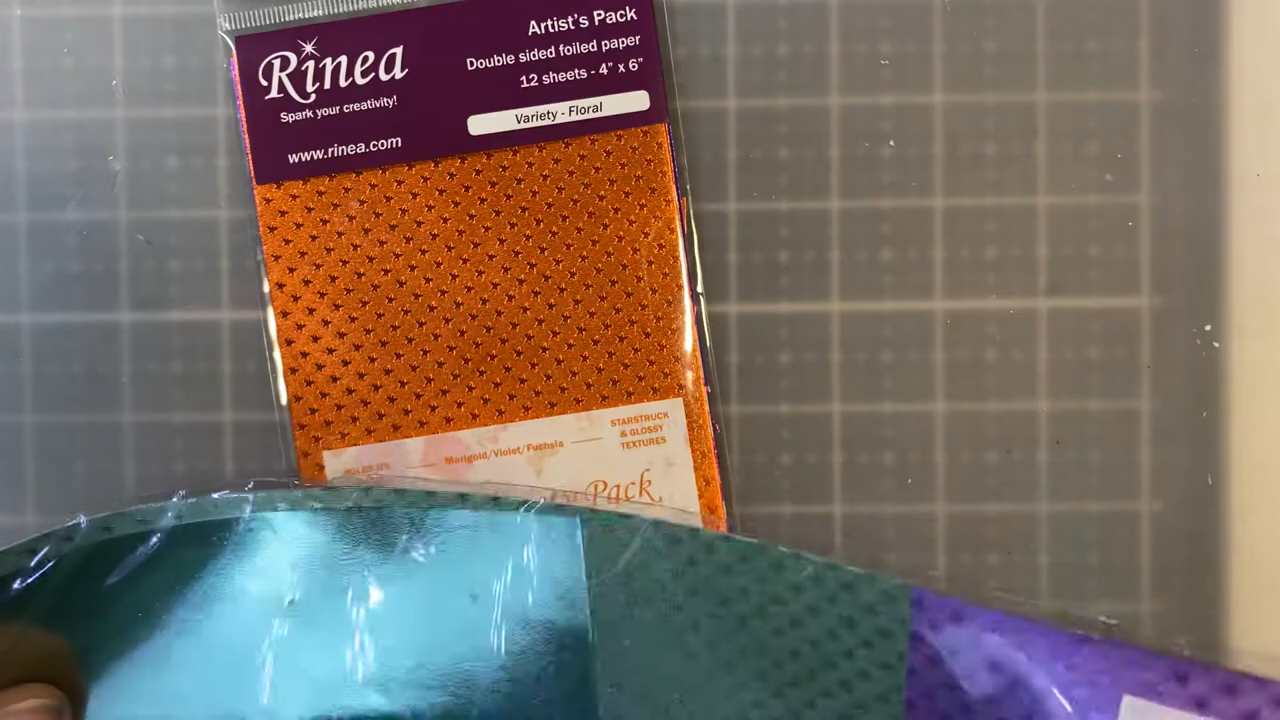 Rinea
Spark your creativity!
www.rinea.com
Artist's Pack
Double sided foiled paper
12 sheets - 4" x 6"
Variety - Floral
Marigold/Violet/Fuchsia
STARSTRUCK
& GLOSSY
TEXTURES
Pack